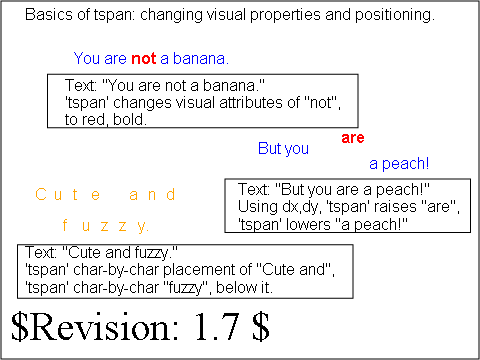 Basics of tspan: changing visual properties and positioning.
You are not a banana.
Text: "You are not a banana."
'tspan' changes visual attributes of "not",
to red, bold.
But you are a peach!
Text: "But you are a peach!"
Using dx,dy, 'tspan' raises "are",
'tspan' lowers "a peach!"
Cute and
fuzzy.
Text: "Cute and fuzzy."
'tspan' char-by-char placement of "Cute and",
'tspan' char-by-char "fuzzy", below it.
$Revision: 1.7 $